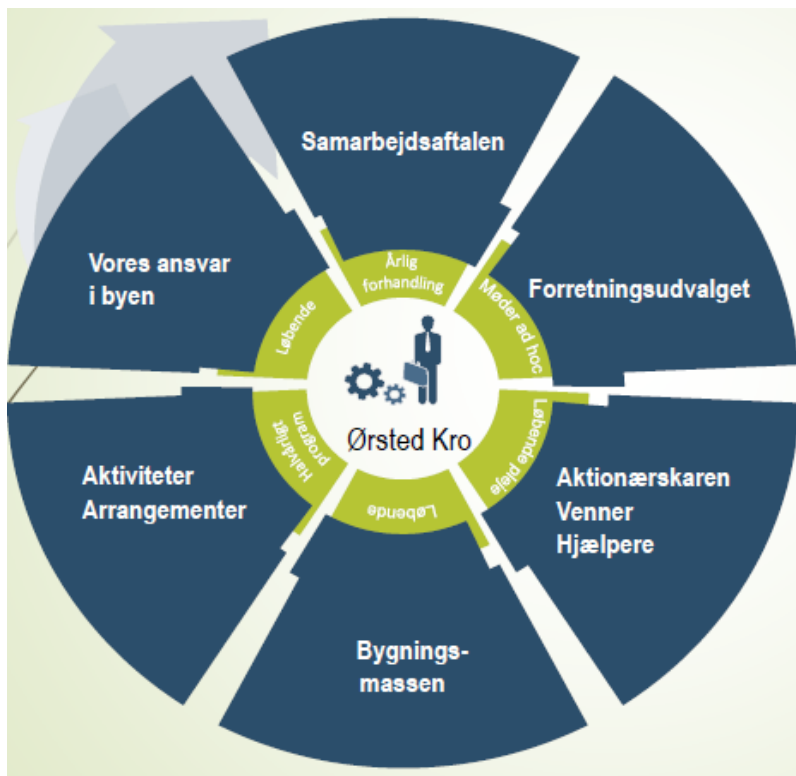 Samarbejdsaftalen
Årlig
forhandling
Forretningsudvalget
Møder ad hoc
Aktionærskaren
Venner
Hjælpere
Løbende pleje
Bygnings-
massen
Løbende
Aktiviteter
Arrangementer
Halvårligt
program
Vores ansvar
i byen
Løbende
Ørsted Kro